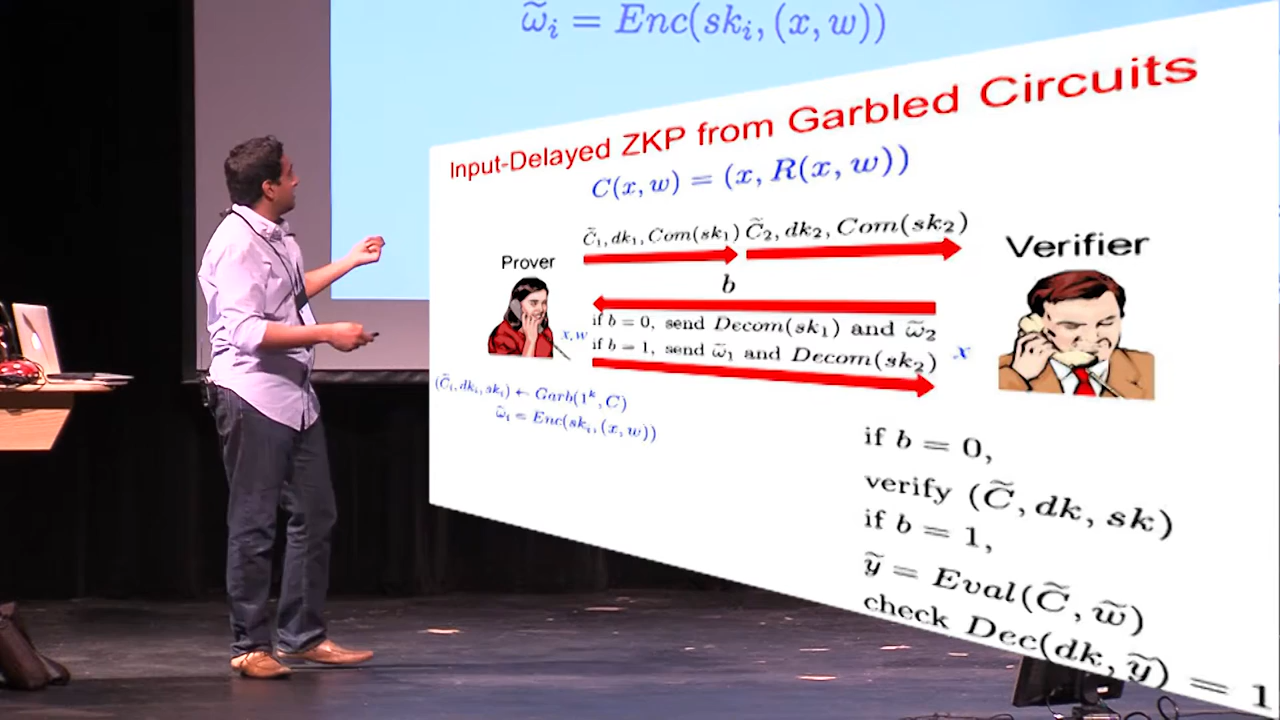 ω̃ᵢ = Enc(skᵢ, (x, w))
Input-Delayed ZKP from Garbled Circuits
C(x, w) = (x, R(x, w))
C̃₁, dk₁, Com(sk₁) C̃₂, dk₂, Com(sk₂)
Prover
Verifier
b
if b = 0, send Decom(sk₁) and ω̃₂
x, w
if b = 1, send ω̃₁ and Decom(sk₂)
x
(C̃ᵢ, dkᵢ, skᵢ) ← Garb(1ᵏ, C)
ω̃ᵢ = Enc(skᵢ, (x, w))
if b = 0,
verify (C̃, dk, sk)
if b = 1,
ỹ = Eval(C̃, w̃)
check Dec(dk, ỹ) = 1